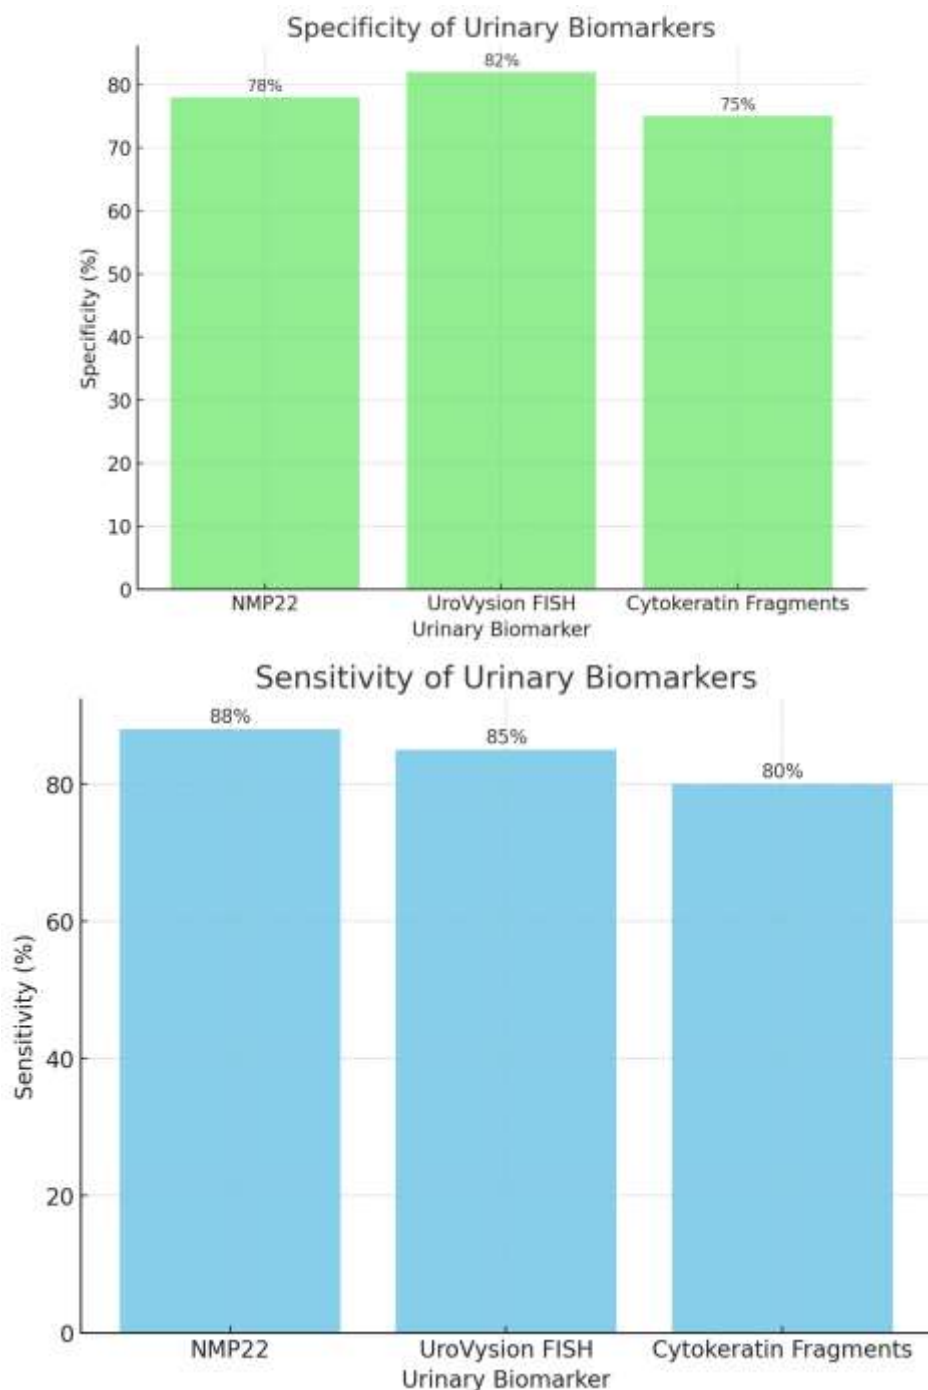 Specificity of Urinary Biomarkers
82%
78%
75%
80
70
60
50
40
30
20
10
0
Specificity (%)
NMP22 UroVysion FISH Cytokeratin Fragments
Urinary Biomarker
Sensitivity of Urinary Biomarkers
88%
85%
80%
80
60
40
20
0
Sensitivity (%)
NMP22 UroVysion FISH Cytokeratin Fragments
Urinary Biomarker